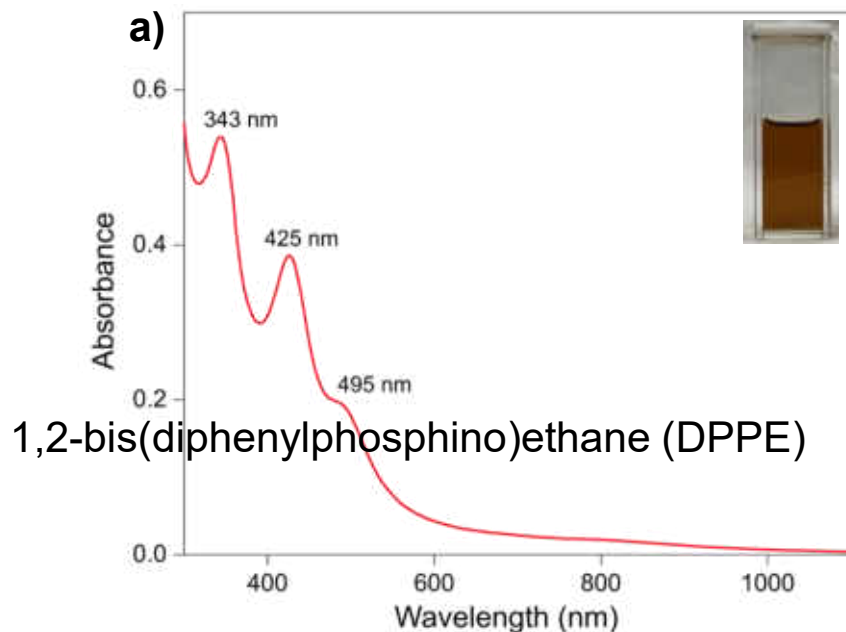 a)
0.6
343 nm
0.4
425 nm
Absorbance
0.2
495 nm
1,2-bis(diphenylphosphino)ethane (DPPE)
0.0
400 600 800 1000
Wavelength (nm)